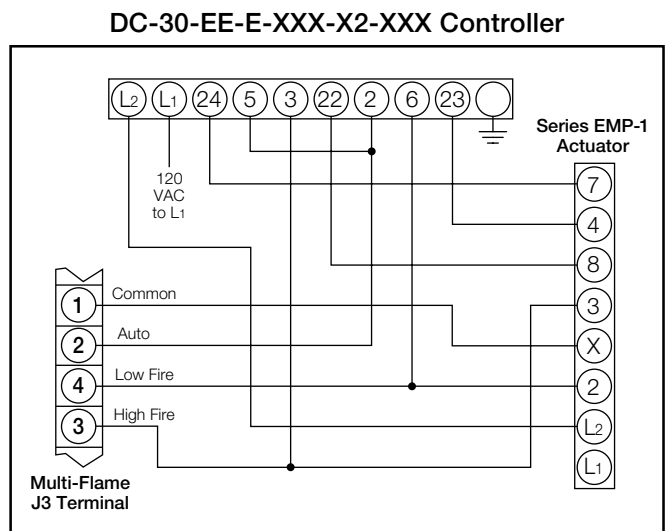 DC-30-EE-E-XXX-X2-XXX Controller
L2 L1 24 5 3 22 2 6 23
120
VAC
to L1
Series EMP-1
Actuator
7
4
8
3
X
2
L2
L1
1 Common
2 Auto
4 Low Fire
3 High Fire
Multi-Flame
J3 Terminal